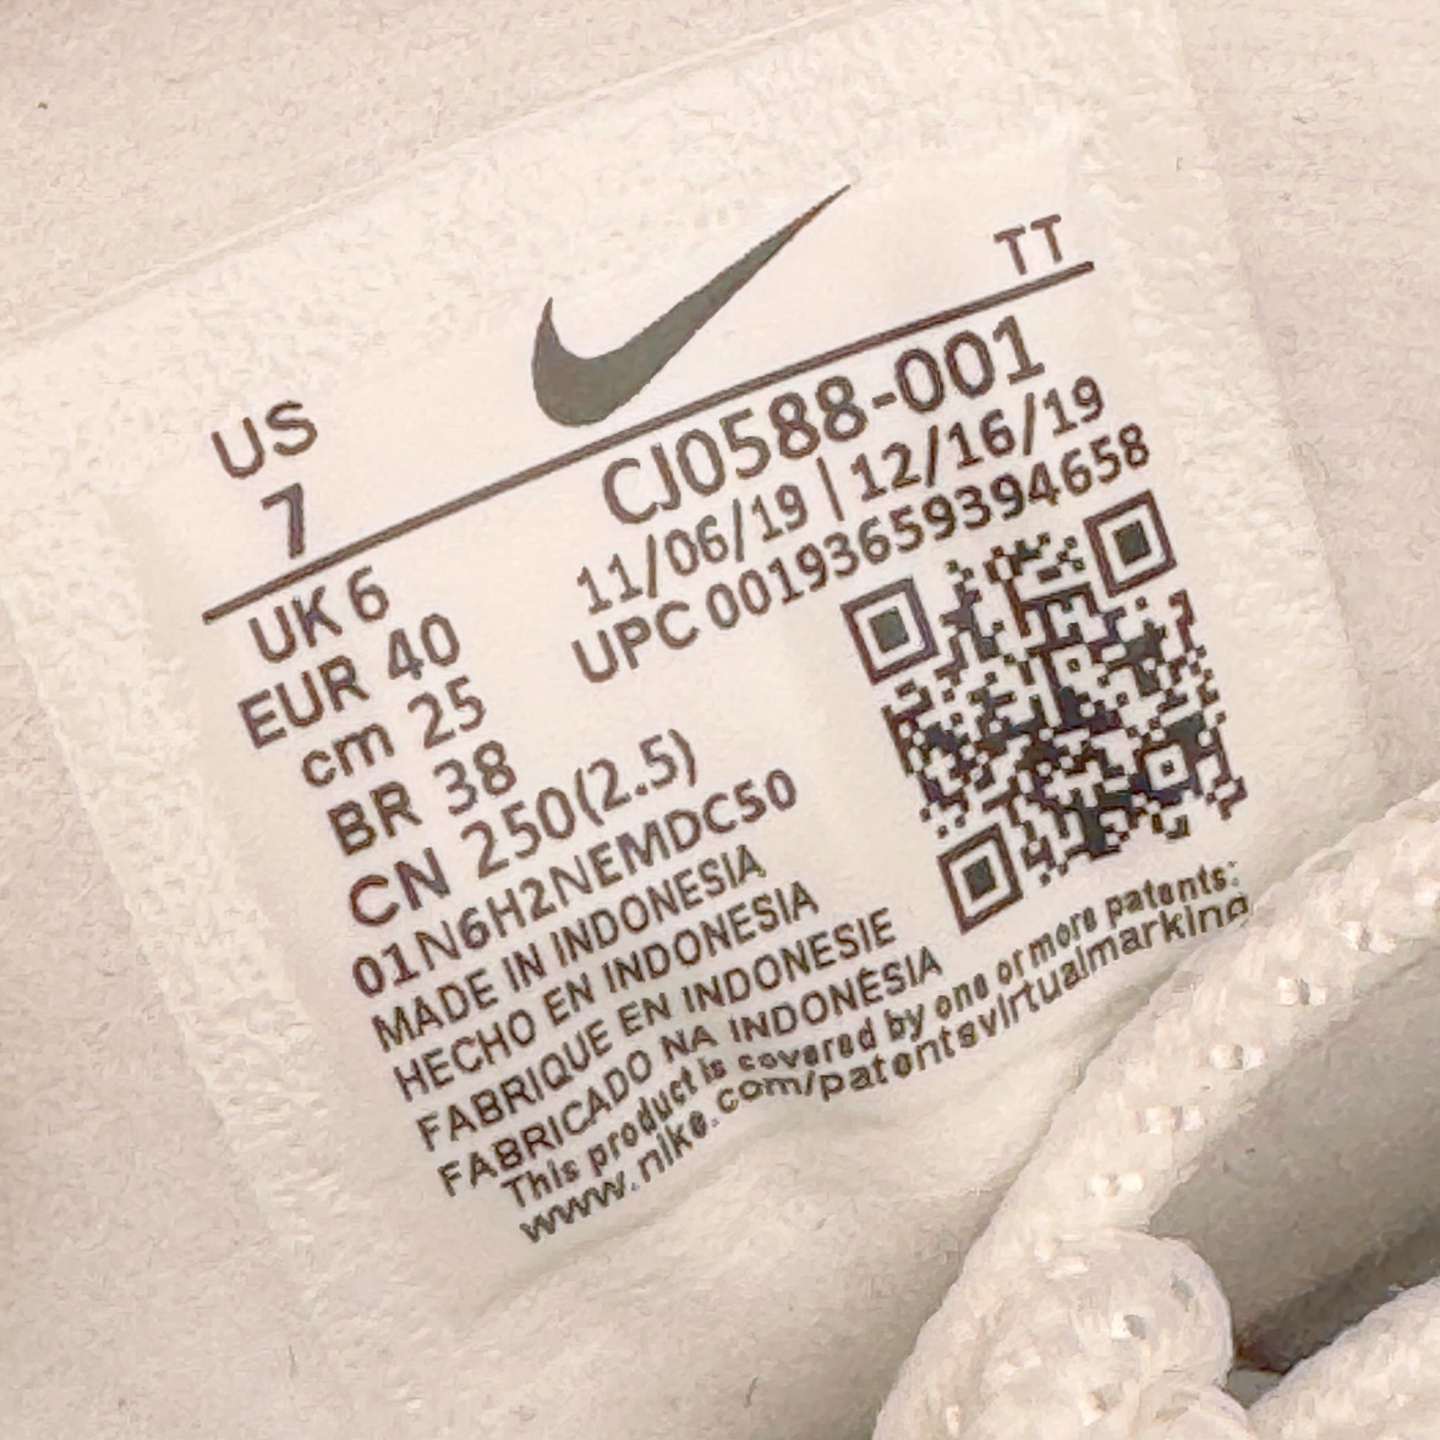 TT
US
7
CJ0588-001
11/06/19 | 12/16/19
UPC 00193659394658
UK 6
EUR 40
cm 25
BR 38
CN 250(2.5)
01N6H2NEMDC50
MADE IN INDONESIA
HECHO EN INDONESIA
FABRIQUE EN INDONESIE
FABRICADO NA INDONÉSIA
This product is covered by one or more patents:
www.nike.com/patentsvirtualmarking